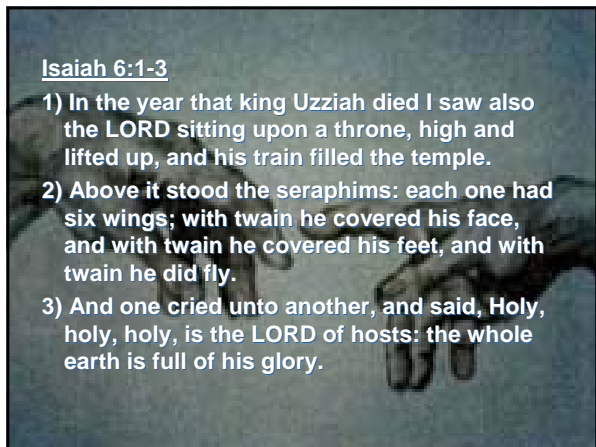 Isaiah 6:1-3
1) In the year that king Uzziah died I saw also
the LORD sitting upon a throne, high and
lifted up, and his train filled the temple.
2) Above it stood the seraphims: each one had
six wings; with twain he covered his face,
and with twain he covered his feet, and with
twain he did fly.
3) And one cried unto another, and said, Holy,
holy, holy, is the LORD of hosts: the whole
earth is full of his glory.